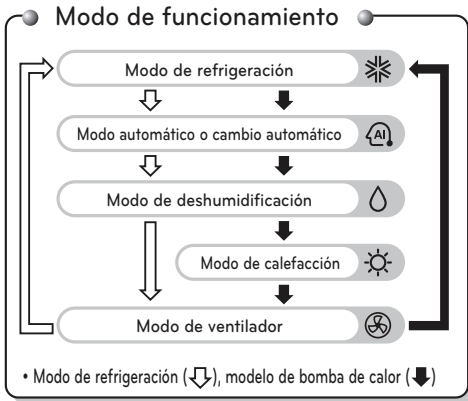 Modo de funcionamiento
Modo de refrigeración
Modo automático o cambio automático
AI
Modo de deshumidificación
Modo de calefacción
Modo de ventilador
• Modo de refrigeración (⇩), modelo de bomba de calor (⬇)